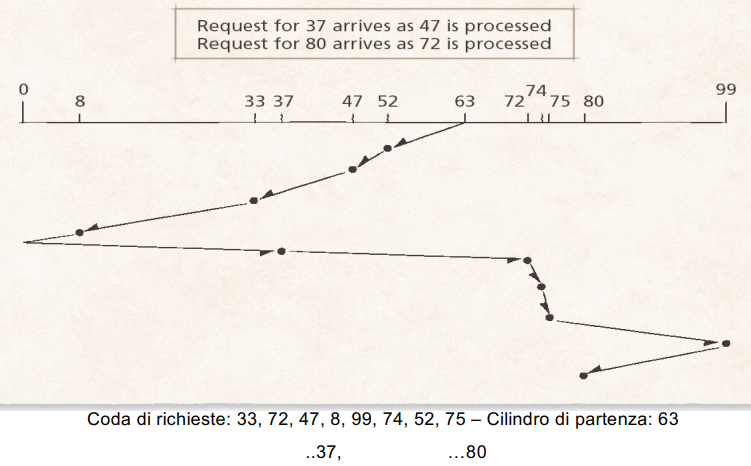 Request for 37 arrives as 47 is processed
Request for 80 arrives as 72 is processed
0 8 33 37 47 52 63 72 74 75 80 99
Coda di richieste: 33, 72, 47, 8, 99, 74, 52, 75 – Cilindro di partenza: 63
..37, ...80